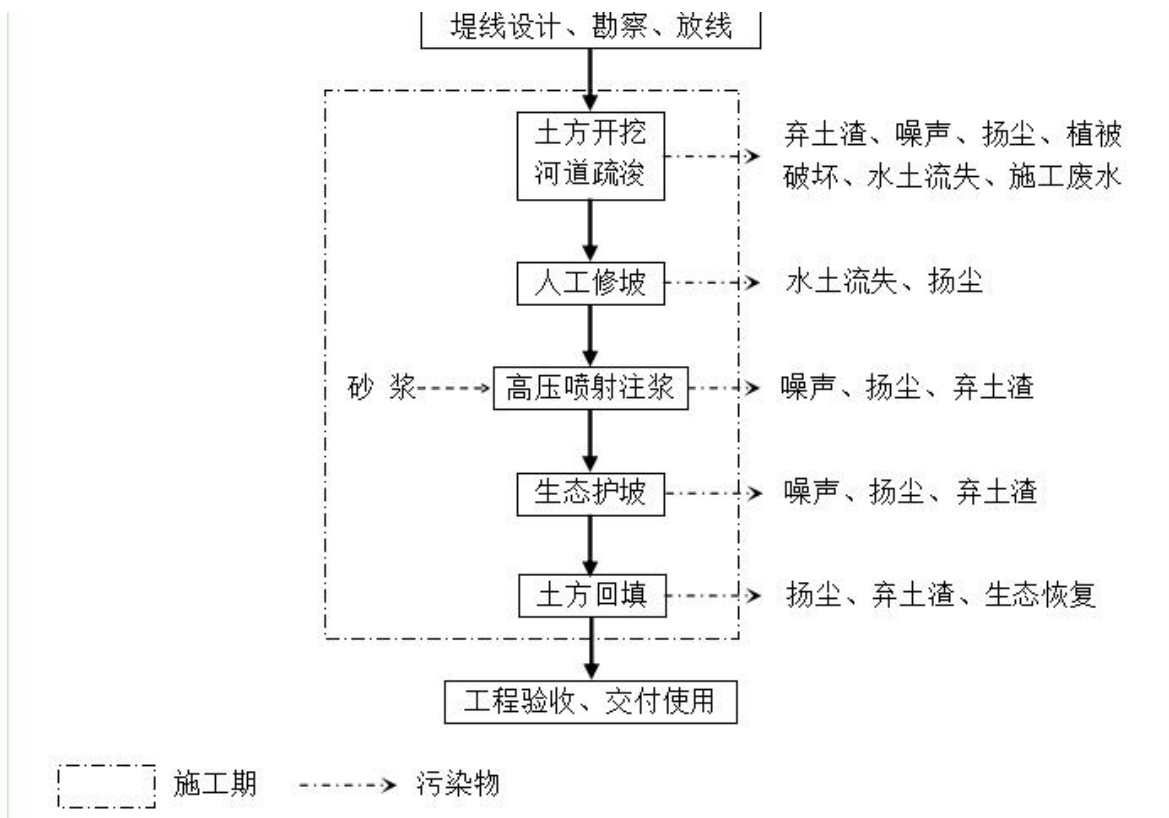 堤线设计、勘察、放线
土方开挖
河道疏浚
弃土渣、噪声、扬尘、植被
破坏、水土流失、施工废水
人工修坡
水土流失、扬尘
砂 浆
高压喷射注浆
噪声、扬尘、弃土渣
生态护坡
噪声、扬尘、弃土渣
土方回填
扬尘、弃土渣、生态恢复
工程验收、交付使用
施工期
污染物